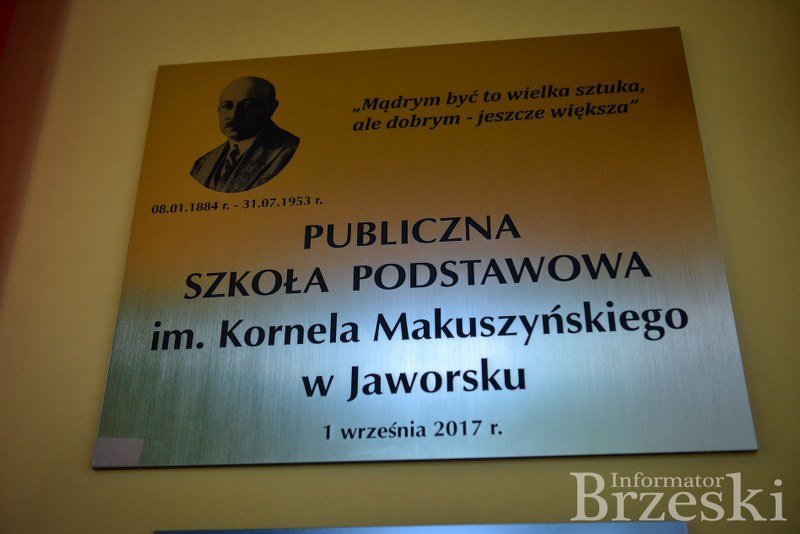 „Mądrym być to wielka sztuka,
ale dobrym - jeszcze większa”
08.01.1884 r. - 31.07.1953 r.
PUBLICZNA
SZKOŁA PODSTAWOWA
im. Kornela Makuszyńskiego
w Jaworsku
1 września 2017 r.
Informator
Brzeski